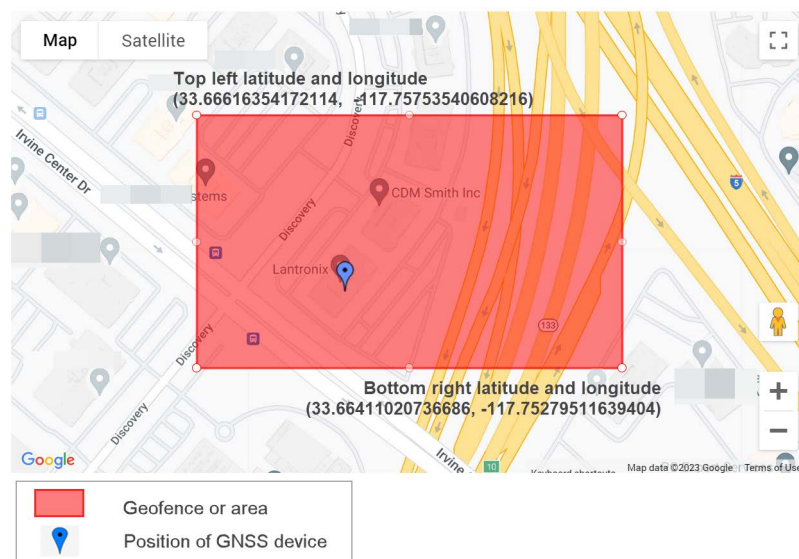 Map
Satellite
Top left latitude and longitude
(33.66616354172114, -117.75753540608216)
Discovery
Irvine Center Dr
stems
CDM Smith Inc
5
Discovery
Lantronix
133
Discovery
Bottom right latitude and longitude
(33.66411020736686, -117.75279511639404)
Discovery
Google
Irvine
10
Keyboard shortcuts
Map data ©2023 Google
Terms of Use
Geofence or area
Position of GNSS device